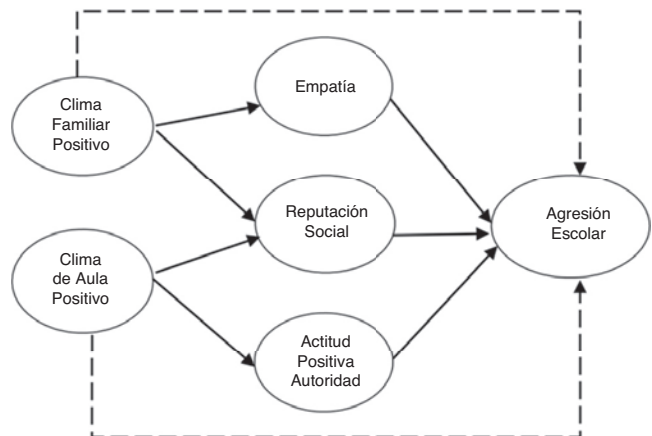 Clima
Familiar
Positivo
Empatía
Reputación
Social
Agresión
Escolar
Clima
de Aula
Positivo
Actitud
Positiva
Autoridad